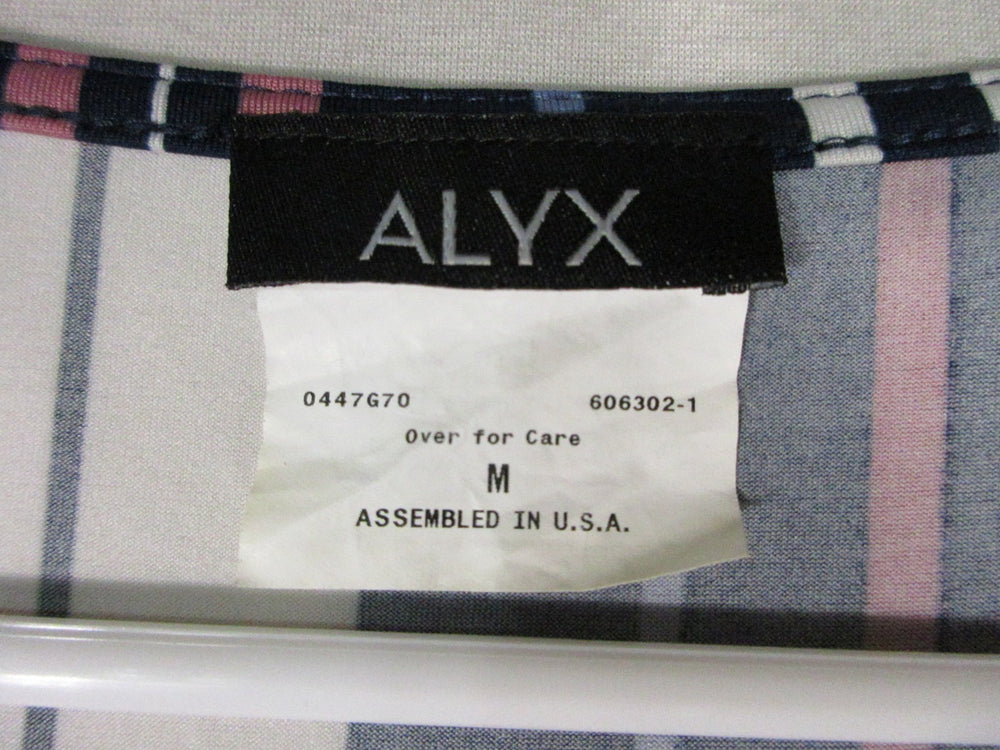 ALYX
0447G70 606302-1
Over for Care
M
ASSEMBLED IN U.S.A.